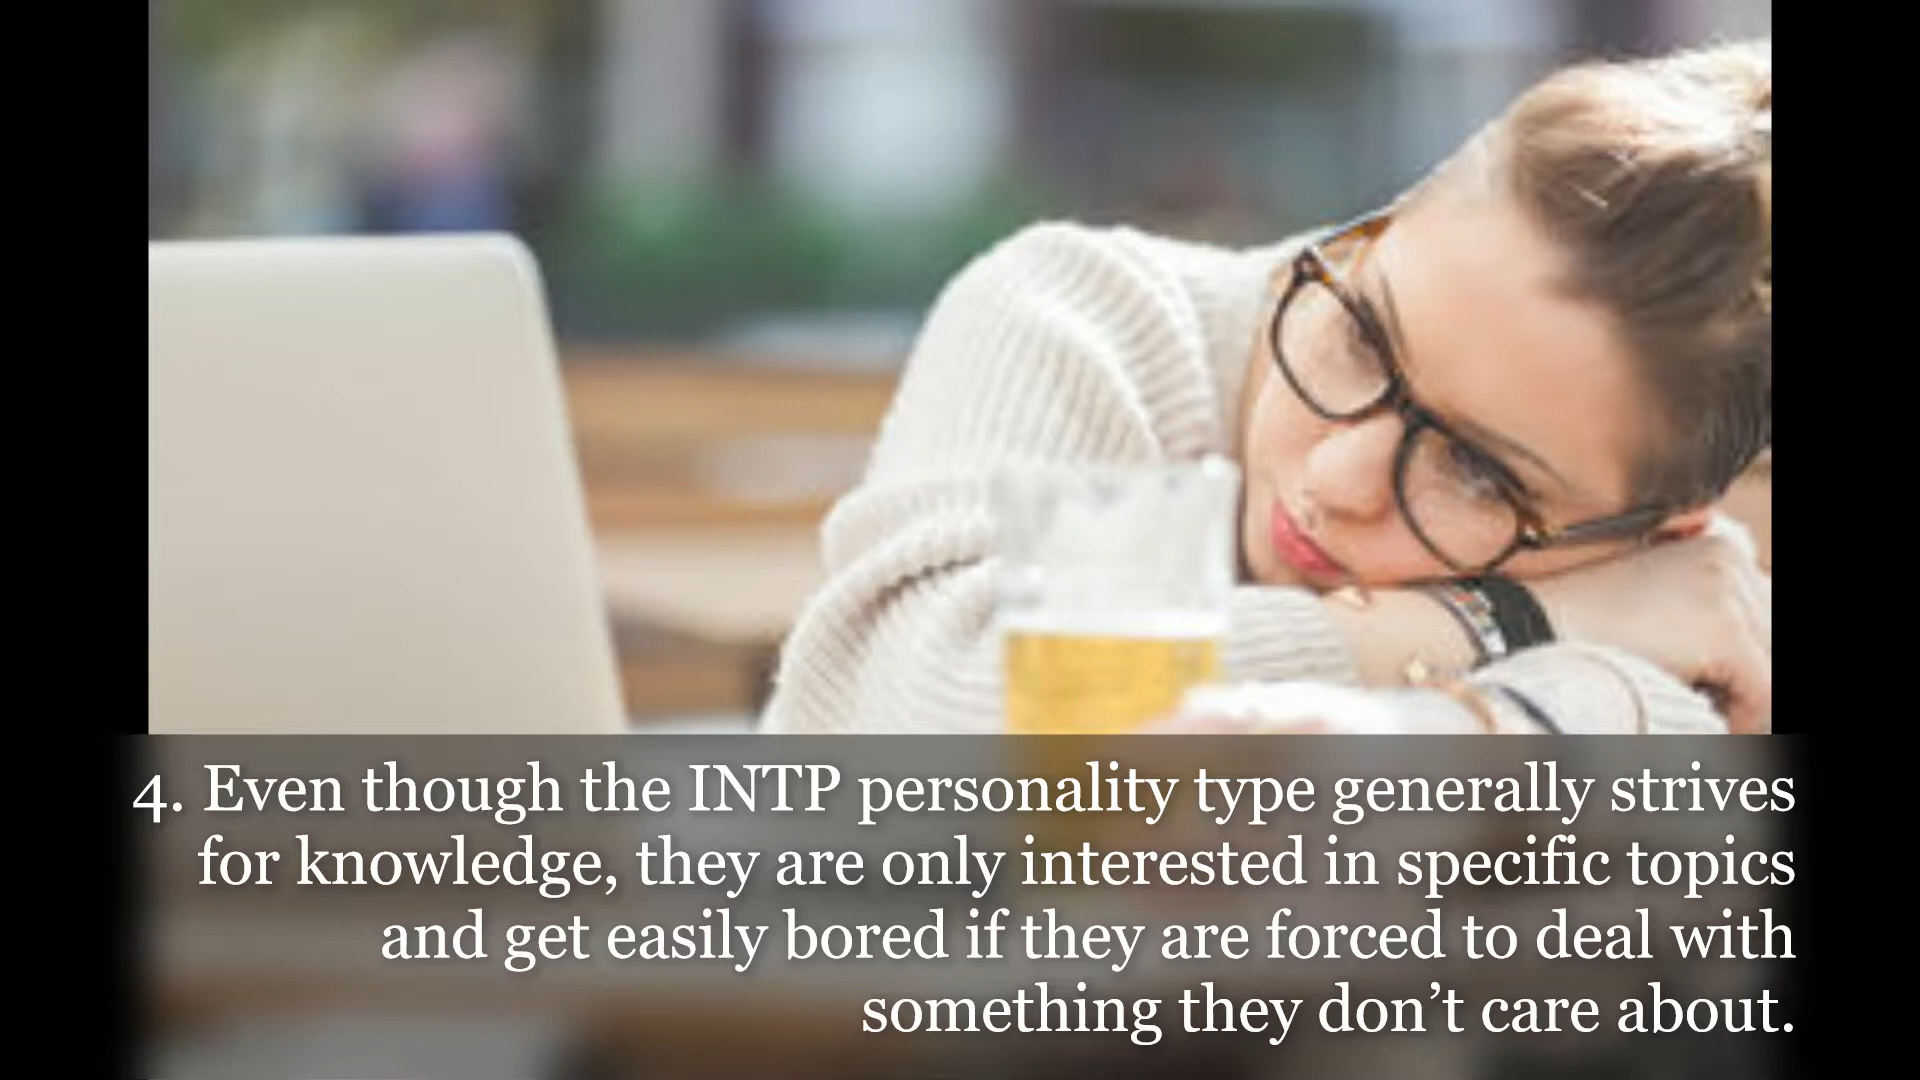 4. Even though the INTP personality type generally strives
for knowledge, they are only interested in specific topics
and get easily bored if they are forced to deal with
something they don’t care about.